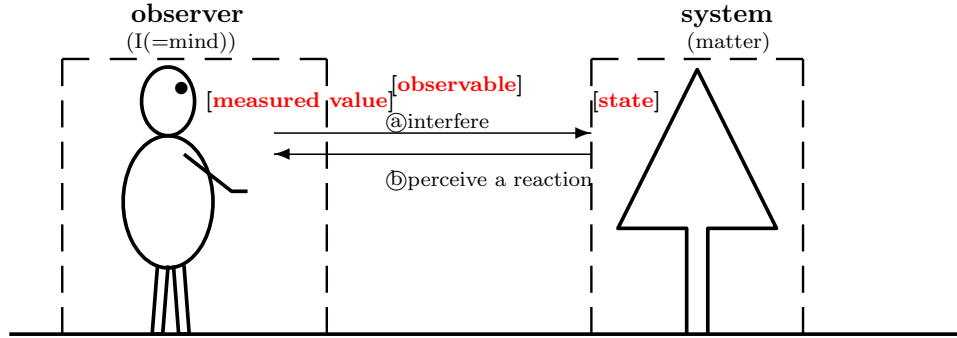 observer
(I(=mind))
system
(matter)
[observable]
[measured value]
[state]
ⓐinterfere
ⓑperceive a reaction